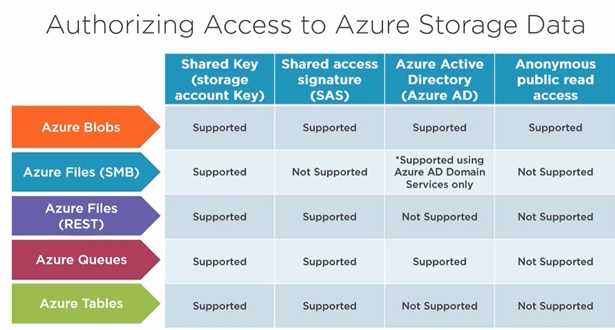 Authorizing Access to Azure Storage Data
Shared Key
(storage
account Key)
Shared access
signature
(SAS)
Azure Active
Directory
(Azure AD)
Anonymous
public read
access
Azure Blobs
Supported
Supported
Supported
Supported
Azure Files (SMB)
Supported
Not Supported
*Supported using
Azure AD Domain
Services only
Not Supported
Azure Files
(REST)
Supported
Supported
Not Supported
Not Supported
Azure Queues
Supported
Supported
Supported
Not Supported
Azure Tables
Supported
Supported
Not Supported
Not Supported